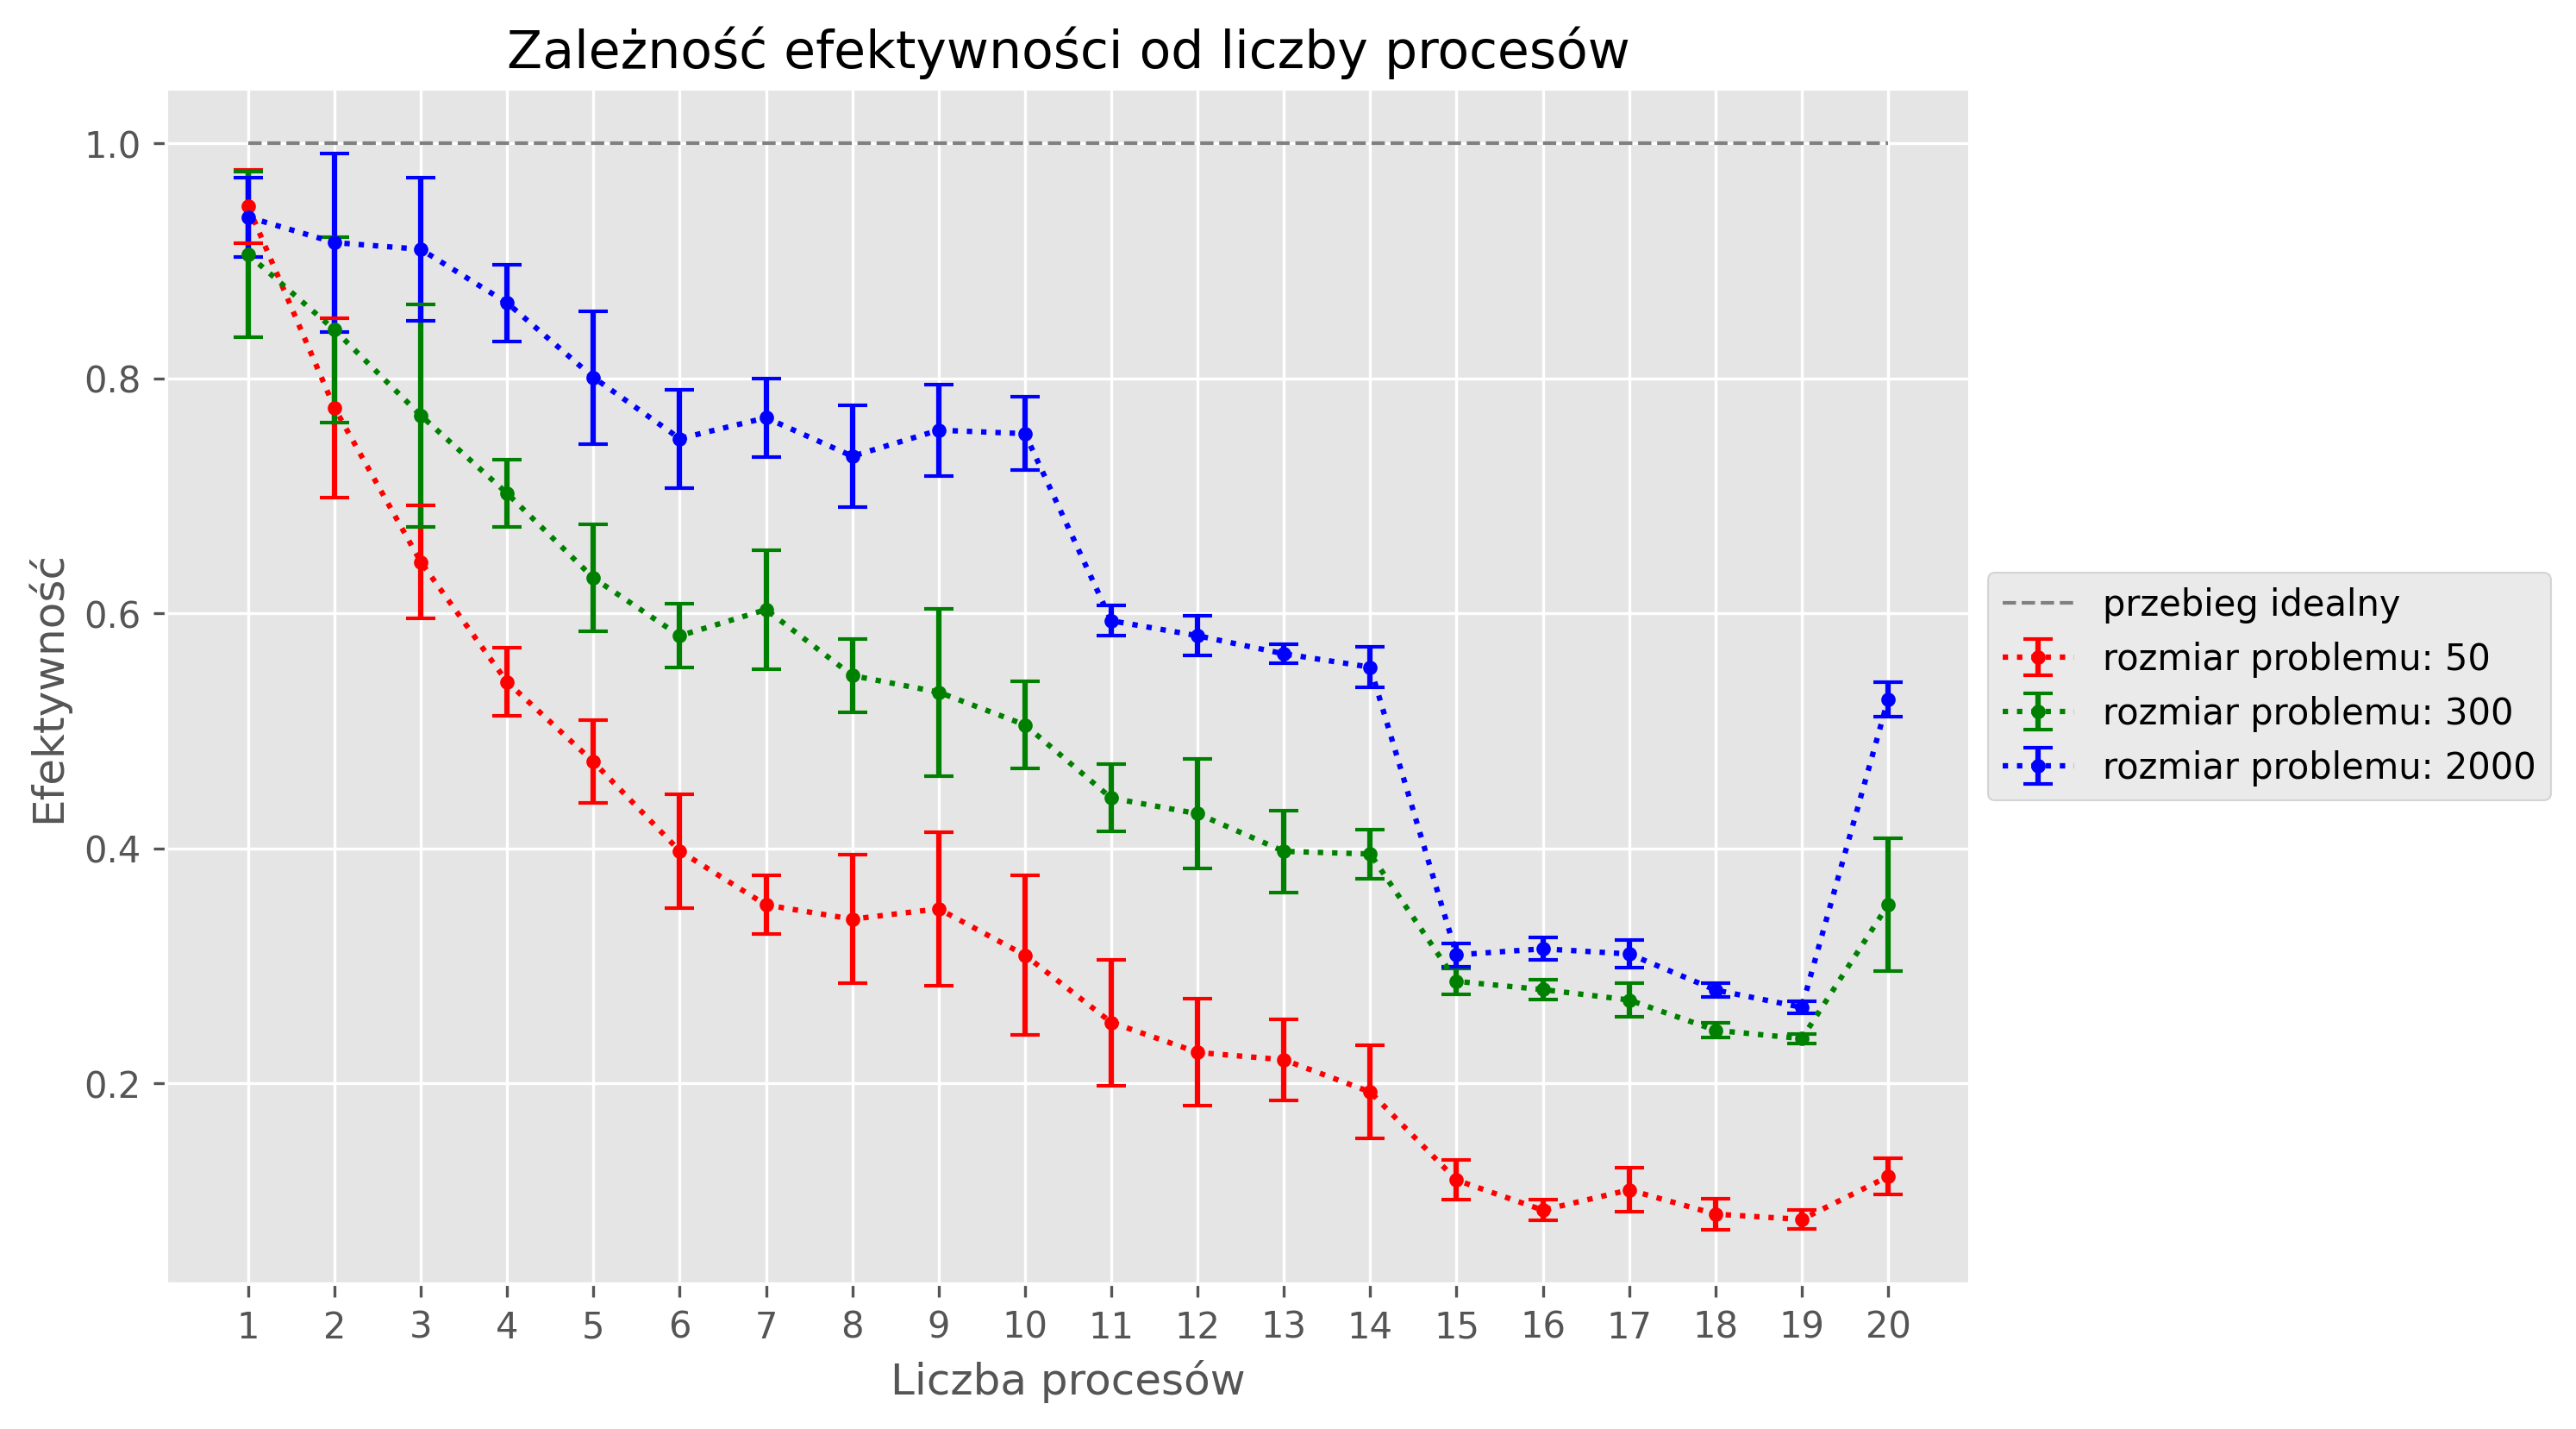 Zależność efektywności od liczby procesów
Efektywność
1.0
0.8
0.6
0.4
0.2
1 2 3 4 5 6 7 8 9 10 11 12 13 14 15 16 17 18 19 20
Liczba procesów
przebieg idealny
rozmiar problemu: 50
rozmiar problemu: 300
rozmiar problemu: 2000